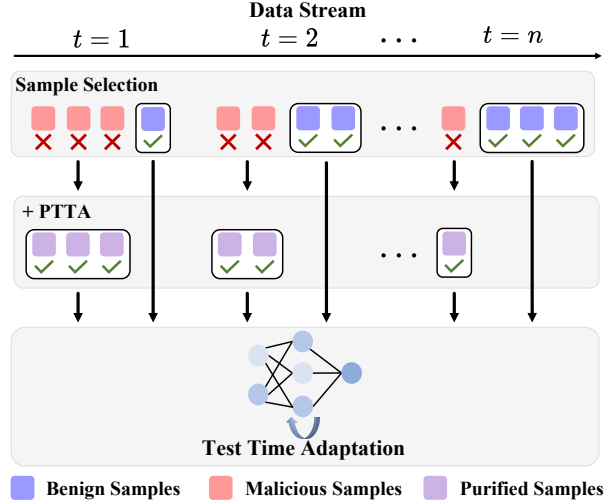 Data Stream
t = 1 t = 2 ... t = n
Sample Selection
...
+ PTTA
...
Test Time Adaptation
Benign Samples Malicious Samples Purified Samples